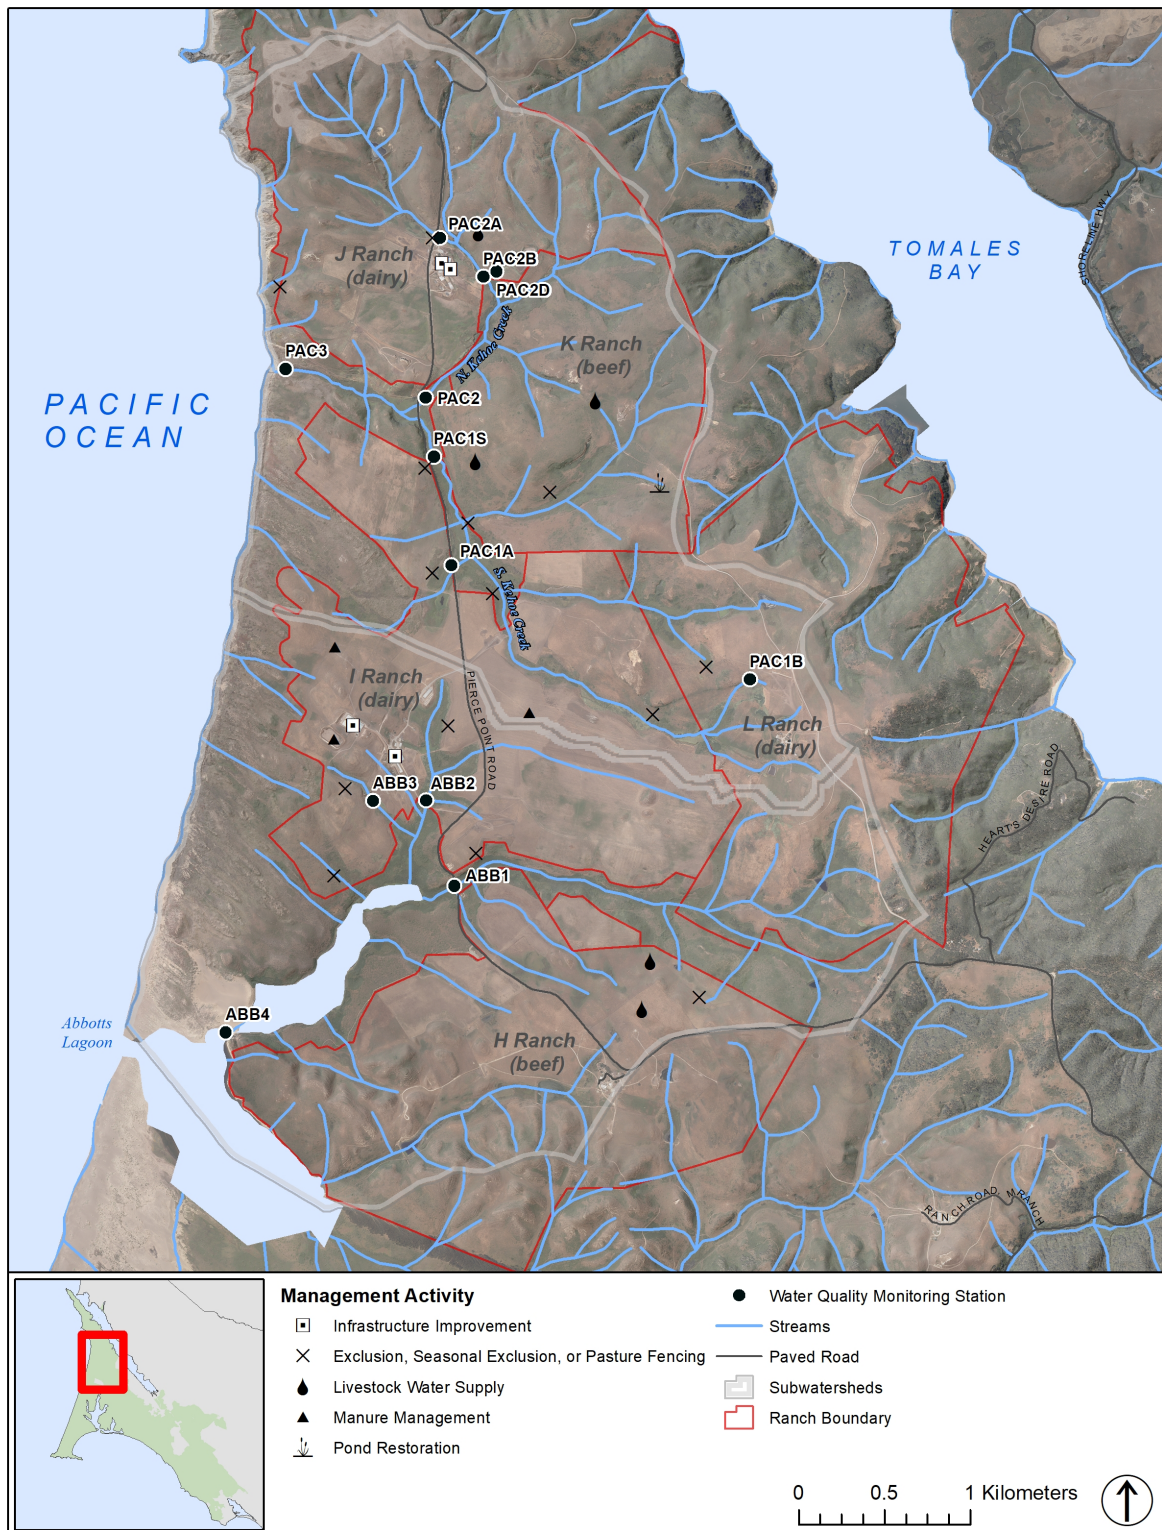 PAC2A
J Ranch
(dairy)
PAC2B
PAC2D
TOMALES
BAY
SHORELINE HWY
N. Kehoe Creek
K Ranch
(beef)
PAC3
PACIFIC
OCEAN
PAC2
PAC1S
PAC1A
S. Kehoe Creek
PAC1B
I Ranch
(dairy)
PIERCE POINT ROAD
L Ranch
(dairy)
HEART'S DESIRE ROAD
ABB3
ABB2
ABB1
ABB4
Abbotts
Lagoon
H Ranch
(beef)
RANCH ROAD, M RANCH
Management Activity
Infrastructure Improvement
Exclusion, Seasonal Exclusion, or Pasture Fencing
Livestock Water Supply
Manure Management
Pond Restoration
Water Quality Monitoring Station
Streams
Paved Road
Subwatersheds
Ranch Boundary
0 0.5 1 Kilometers